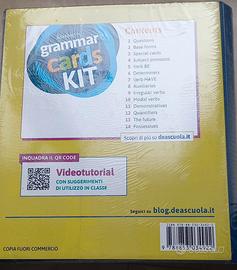 grammar
cards
KIT
Contents
1 Questions
2 Base forms
3 Special cards
4 Subject pronouns
5 Verb BE
6 Determiners
7 Verb HAVE
8 Auxiliaries
9 Irregular verbs
10 Modal verbs
11 Demonstratives
12 Quantifiers
13 The future
14 Possessives
Scopri di più su deascuola.it
INQUADRA IL QR CODE
Videotutorial
CON SUGGERIMENTI
DI UTILIZZO IN CLASSE
Seguici su blog.deascuola.it
COPIA FUORI COMMERCIO